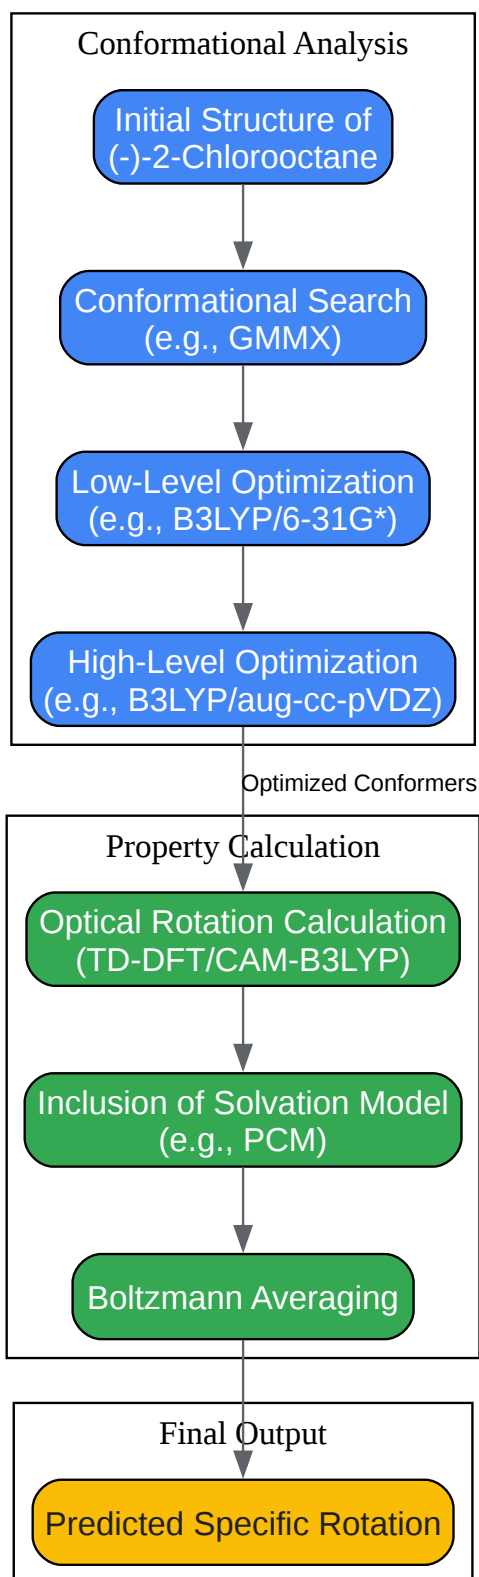 Conformational Analysis
Initial Structure of
(-)-2-Chlorooctane
Conformational Search
(e.g., GMMX)
Low-Level Optimization
(e.g., B3LYP/6-31G*)
High-Level Optimization
(e.g., B3LYP/aug-cc-pVDZ)
Optimized Conformers
Property Calculation
Optical Rotation Calculation
(TD-DFT/CAM-B3LYP)
Inclusion of Solvation Model
(e.g., PCM)
Boltzmann Averaging
Final Output
Predicted Specific Rotation